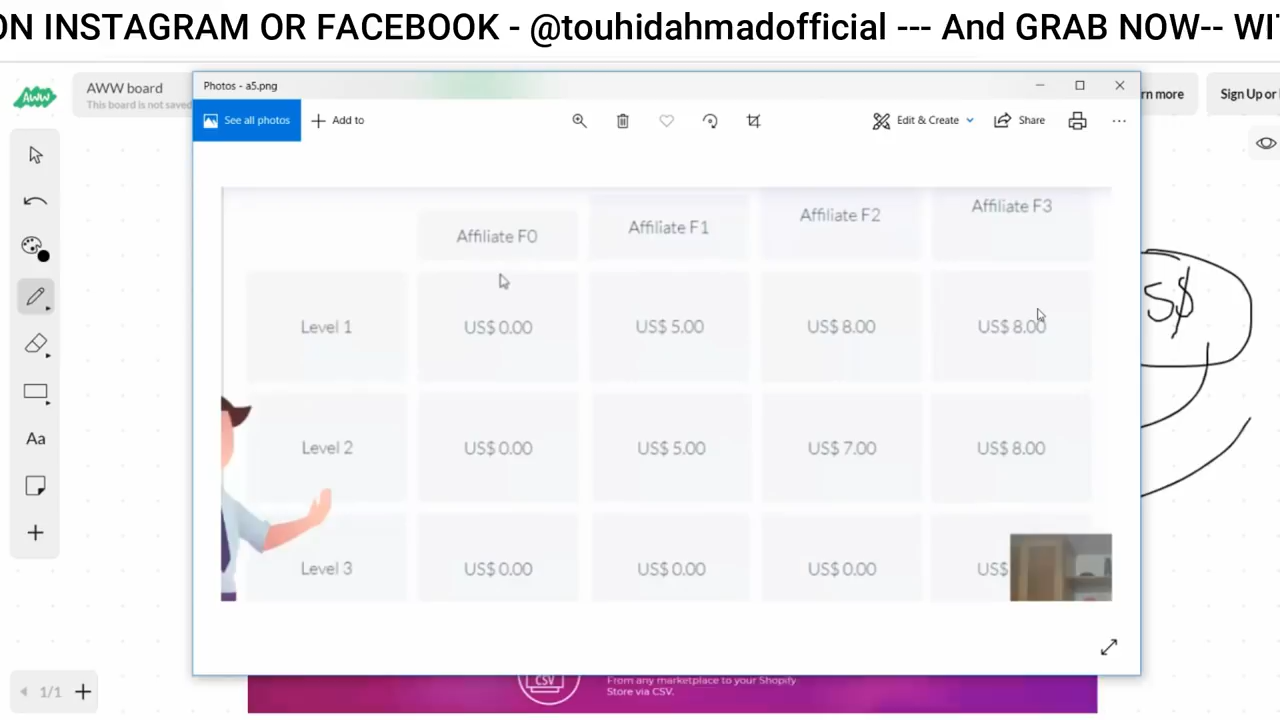 ON INSTAGRAM OR FACEBOOK - @touhidahmadofficial --- And GRAB NOW-- WI
AWW
AWW board
This board is not saved
Photos - a5.png
rn more
Sign Up or
See all photos
Add to
Edit & Create
Share
Affiliate F0
Affiliate F1
Affiliate F2
Affiliate F3
Level 1
US$ 0.00
US$ 5.00
US$ 8.00
US$ 8.00
Level 2
US$ 0.00
US$ 5.00
US$ 7.00
US$ 8.00
Level 3
US$ 0.00
US$ 0.00
US$ 0.00
US$
S$
Aa
1/1
CSV
From any marketplace to your Shopify
Store via CSV.